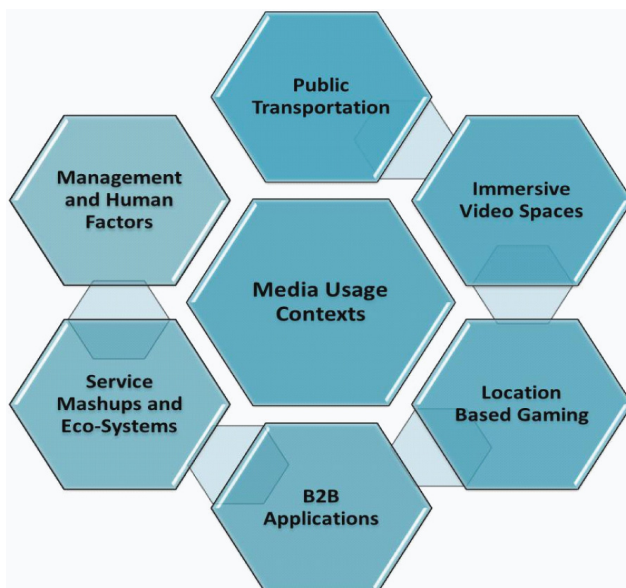 Public
Transportation
Immersive
Video Spaces
Management
and Human
Factors
Media Usage
Contexts
Service
Mashups and
Eco-Systems
Location
Based Gaming
B2B
Applications